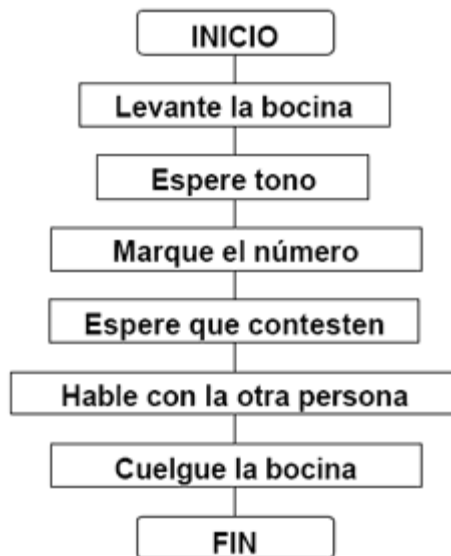 INICIO
Levante la bocina
Espere tono
Marque el número
Espere que contesten
Hable con la otra persona
Cuelgue la bocina
FIN